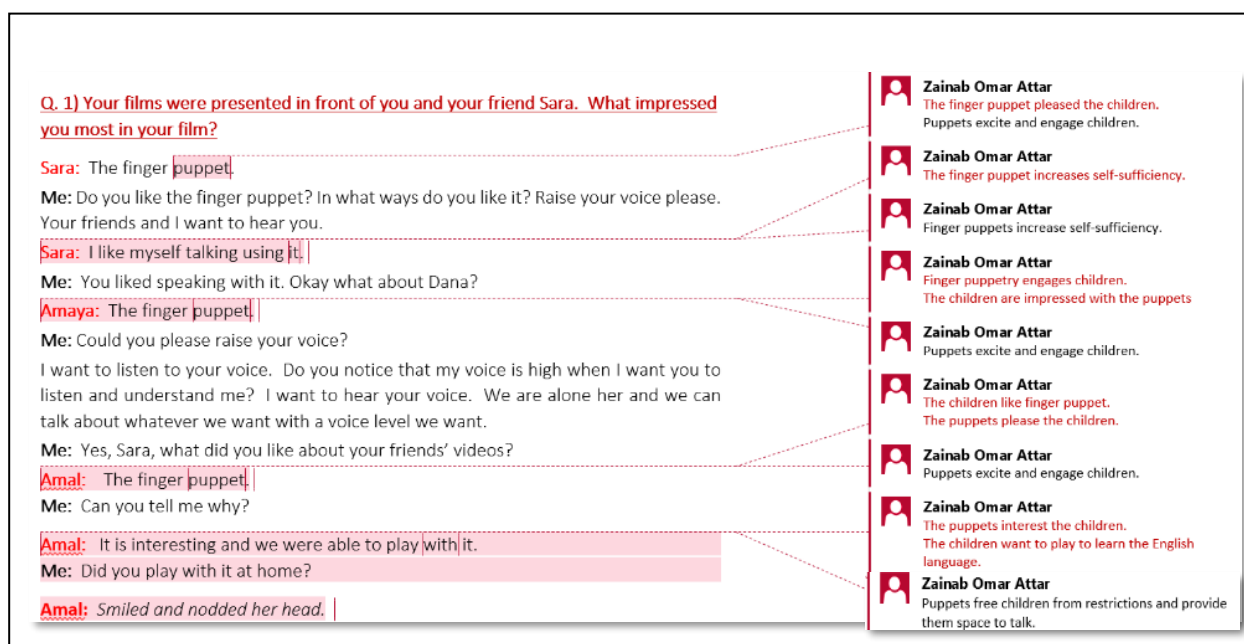 Q. 1) Your films were presented in front of you and your friend Sara.  What impressed
you most in your film?
Sara:  The finger puppet.
Me: Do you like the finger puppet? In what ways do you like it? Raise your voice please.
Your friends and I want to hear you.
Sara:  I like myself talking using it.
Me:  You liked speaking with it. Okay what about Dana?
Amaya:  The finger puppet.
Me: Could you please raise your voice?
I want to listen to your voice.  Do you notice that my voice is high when I want you to
listen and understand me?  I want to hear your voice.  We are alone her and we can
talk about whatever we want with a voice level we want.
Me:  Yes, Sara, what did you like about your friends’ videos?
Amal:   The finger puppet.
Me:  Can you tell me why?
Amal:   It is interesting and we were able to play with it.
Me:  Did you play with it at home?
Amal:  Smiled and nodded her head.
Zainab Omar Attar
The finger puppet pleased the children.
Puppets excite and engage children.
Zainab Omar Attar
The finger puppet increases self-sufficiency.
Zainab Omar Attar
Finger puppets increase self-sufficiency.
Zainab Omar Attar
Finger puppetry engages children.
The children are impressed with the puppets
Zainab Omar Attar
Puppets excite and engage children.
Zainab Omar Attar
The children like finger puppet.
The puppets please the children.
Zainab Omar Attar
Puppets excite and engage children.
Zainab Omar Attar
The puppets interest the children.
The children want to play to learn the English
language.
Zainab Omar Attar
Puppets free children from restrictions and provide
them space to talk.